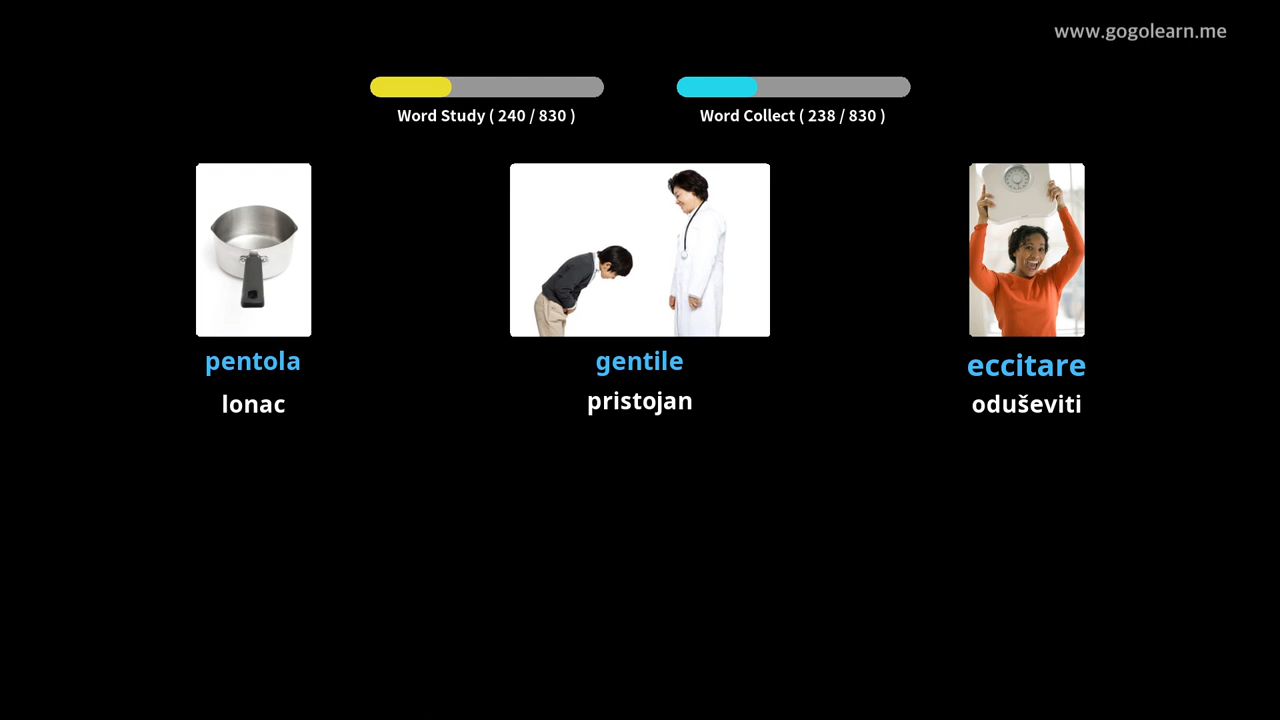 www.gogolearn.me
Word Study ( 240 / 830 )
Word Collect ( 238 / 830 )
pentola
gentile
eccitare
lonac
pristojan
oduševiti